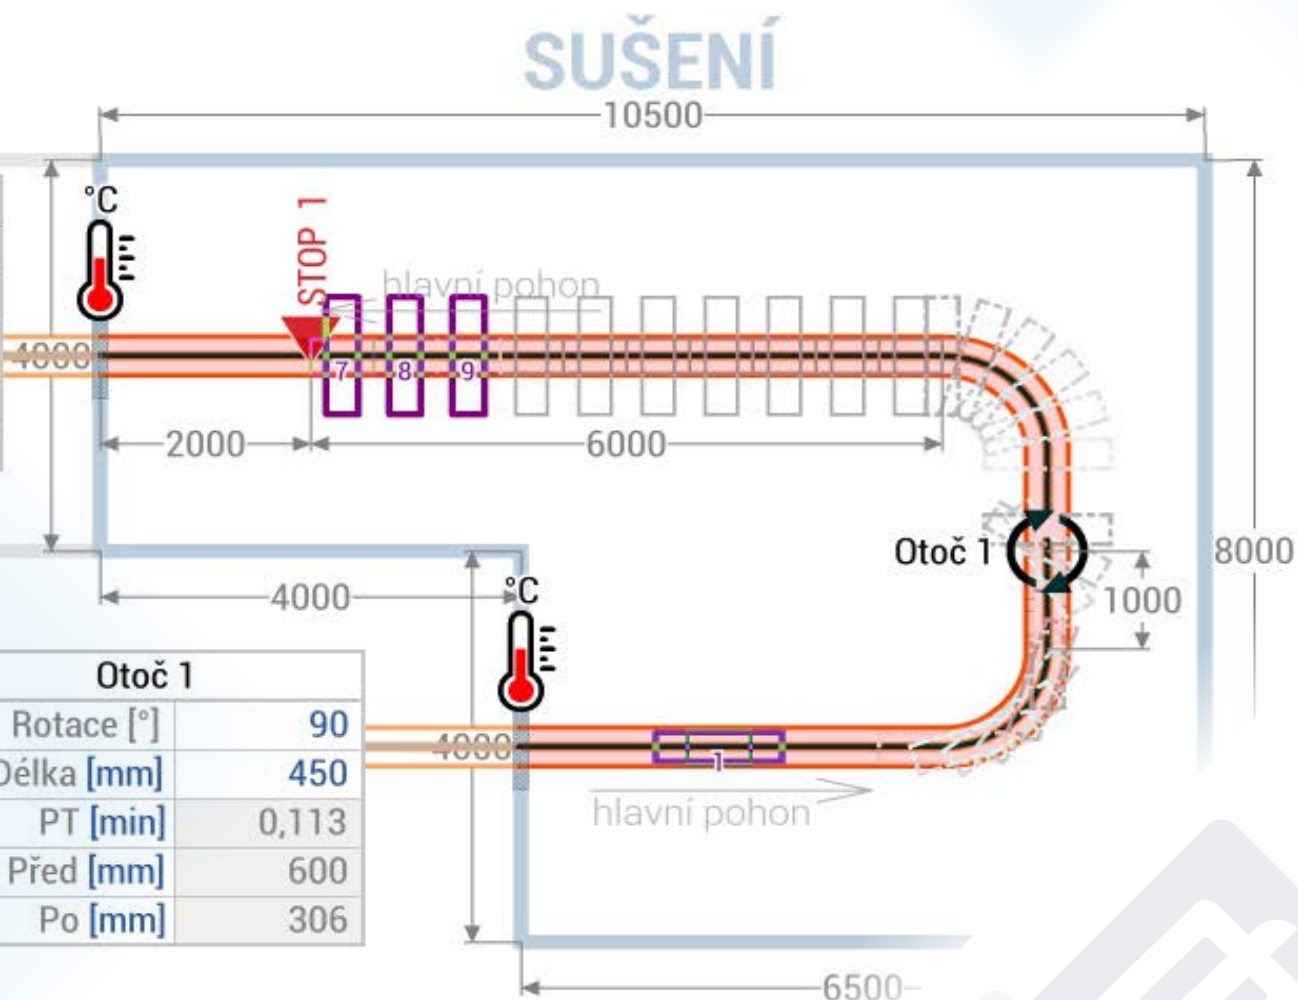 SUŠENÍ
10500
°C
STOP 1
hlavní pohon
4000
7
8
9
2000
6000
Otoč 1
8000
1000
4000
°C
Otoč 1
Rotace [°] 90
Délka [mm] 450
PT [min] 0,113
Před [mm] 600
Po [mm] 306
4000
1
hlavní pohon
6500